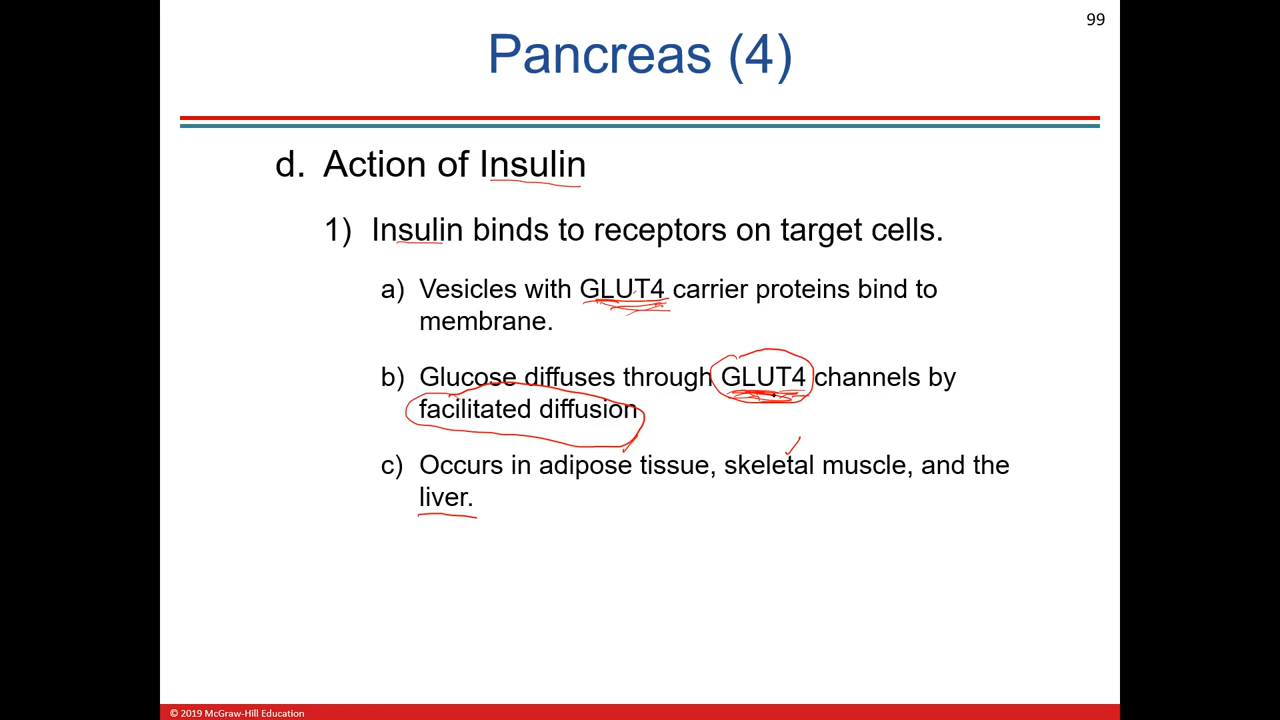 99
Pancreas (4)
d. Action of Insulin
1) Insulin binds to receptors on target cells.
a) Vesicles with GLUT4 carrier proteins bind to
membrane.
b) Glucose diffuses through GLUT4 channels by
facilitated diffusion
c) Occurs in adipose tissue, skeletal muscle, and the
liver.
© 2019 McGraw-Hill Education